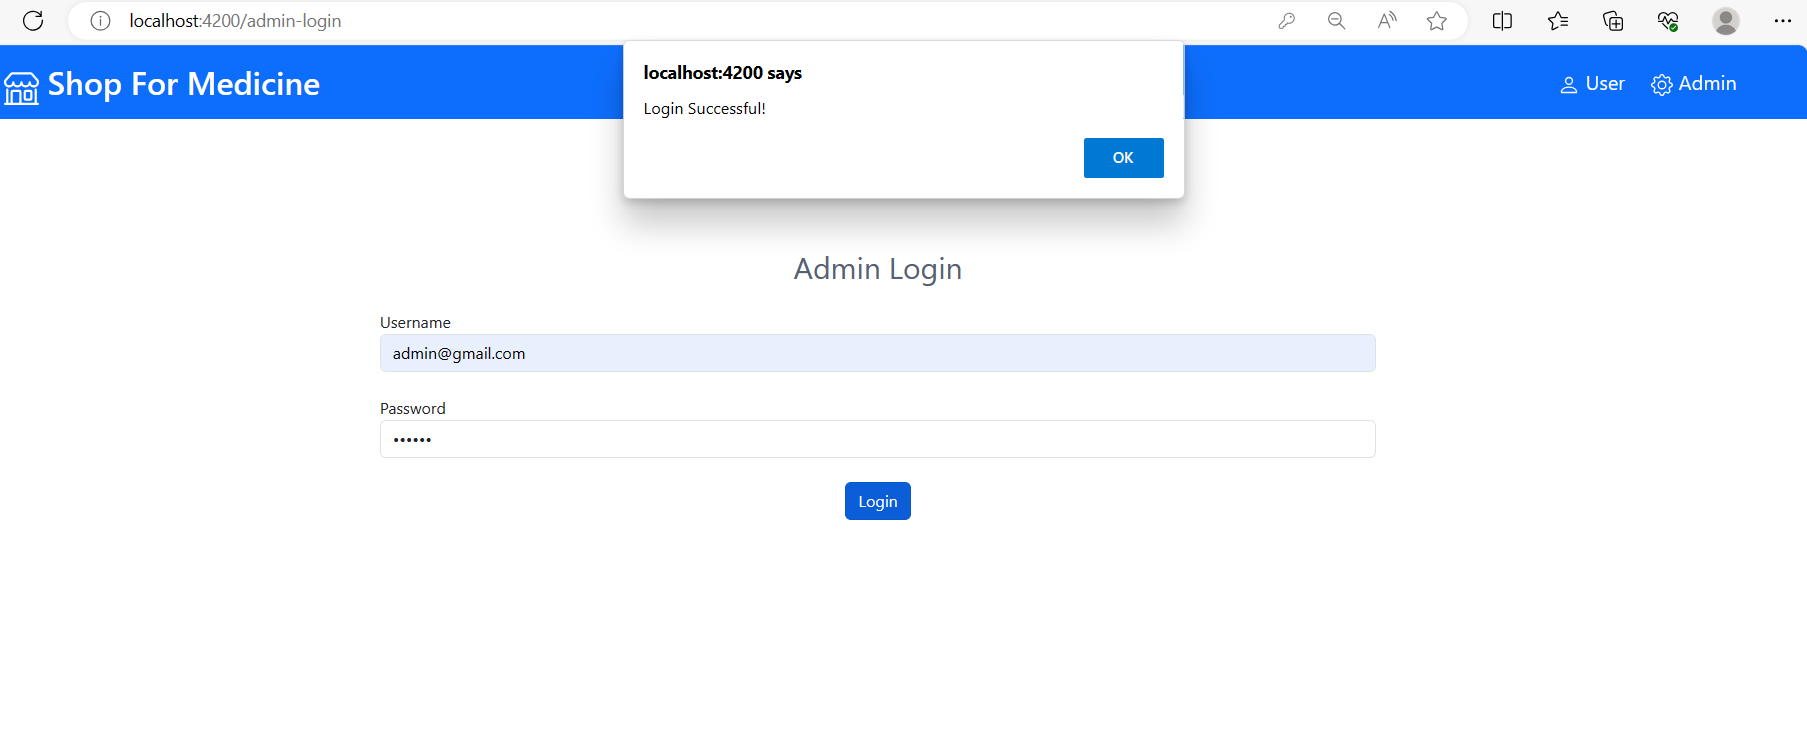 localhost:4200/admin-login
Shop For Medicine
localhost:4200 says
Login Successful!
OK
User
Admin
Admin Login
Username
admin@gmail.com
Password
••••••
Login